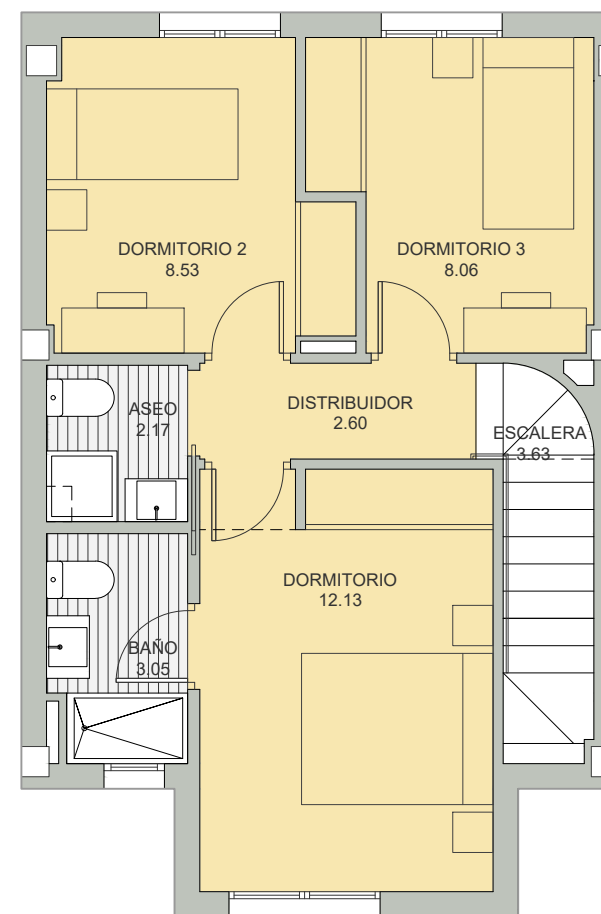 DORMITORIO 2
8.53
DORMITORIO 3
8.06
ASEO
2.17
DISTRIBUIDOR
2.60
ESCALERA
3.63
DORMITORIO
12.13
BAÑO
3.05